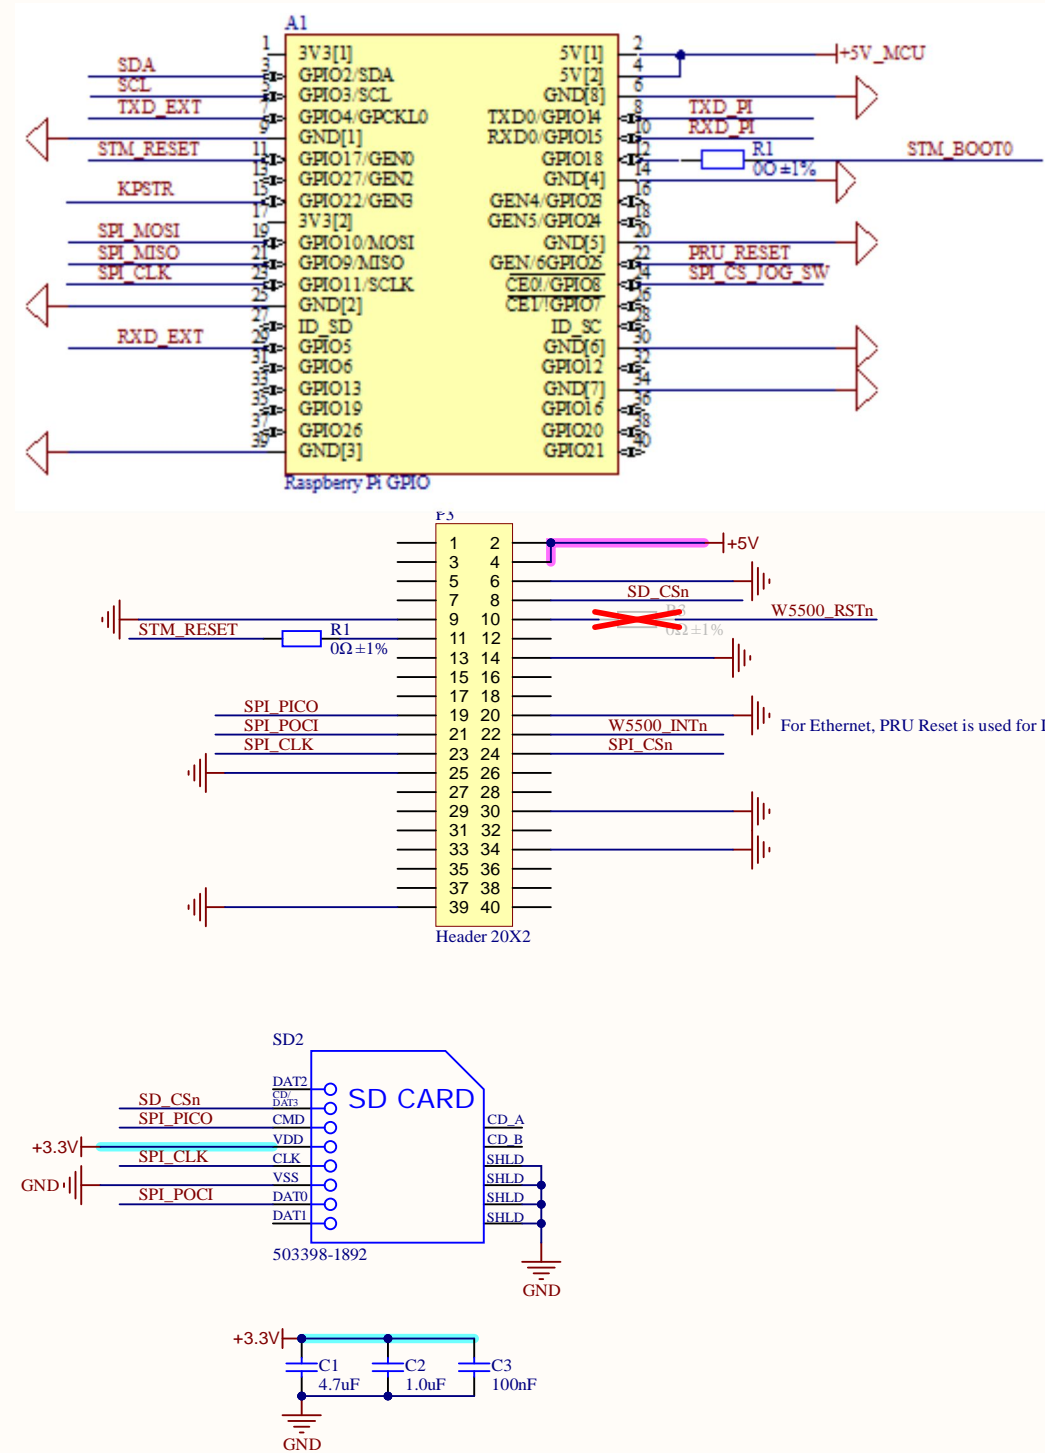 A1
1 3V3[1] 5V[1] 2 +5V_MCU
SDA 3 GPIO2/SDA 5V[2] 4
SCL 5 GPIO3/SCL GND[8] 6
TXD_EXT 7 GPIO4/GPCKL0 TXD0/GPIO14 8 TXD_PI
9 GND[1] RXD0/GPIO15 10 RXD_PI
STM_RESET 11 GPIO17/GEN0 GPIO18 12 R1 STM_BOOT0
0Ω ±1%
13 GPIO27/GEN2 GND[4] 14
KPSTR 15 GPIO22/GEN3 GEN4/GPIO23 16
17 3V3[2] GEN5/GPIO24 18
SPI_MOSI 19 GPIO10/MOSI GND[5] 20
SPI_MISO 21 GPIO9/MISO GEN/6GPIO25 22 PRU_RESET
SPI_CLK 23 GPIO11/SCLK CE0!/GPIO8 24 SPI_CS_JOG_SW
25 GND[2] CE1/!GPIO7 26
27 ID_SD ID_SC 28
RXD_EXT 29 GPIO5 GND[6] 30
31 GPIO6 GPIO12 32
33 GPIO13 GND[7] 34
35 GPIO19 GPIO16 36
37 GPIO26 GPIO20 38
39 GND[3] GPIO21 40
Raspberry Pi GPIO
P3
1 2 +5V
3 4
5 6
7 8 SD_CSn
9 10 W5500_RSTn
0Ω ±1%
STM_RESET R1 11 12
0Ω ±1%
13 14
15 16
17 18
SPI_PICO 19 20
SPI_POCI 21 22 W5500_INTn
For Ethernet, PRU Reset is used for
SPI_CLK 23 24 SPI_CSn
25 26
27 28
29 30
31 32
33 34
35 36
37 38
39 40
Header 20X2
SD2
SD CARD
DAT2
SD_CSn CD/ DAT3
SPI_PICO CMD CD_A
+3.3V VDD CD_B
SPI_CLK CLK SHLD
GND VSS SHLD
SPI_POCI DAT0 SHLD
DAT1 SHLD
503398-1892
GND
+3.3V
C1 C2 C3
4.7uF 1.0uF 100nF
GND